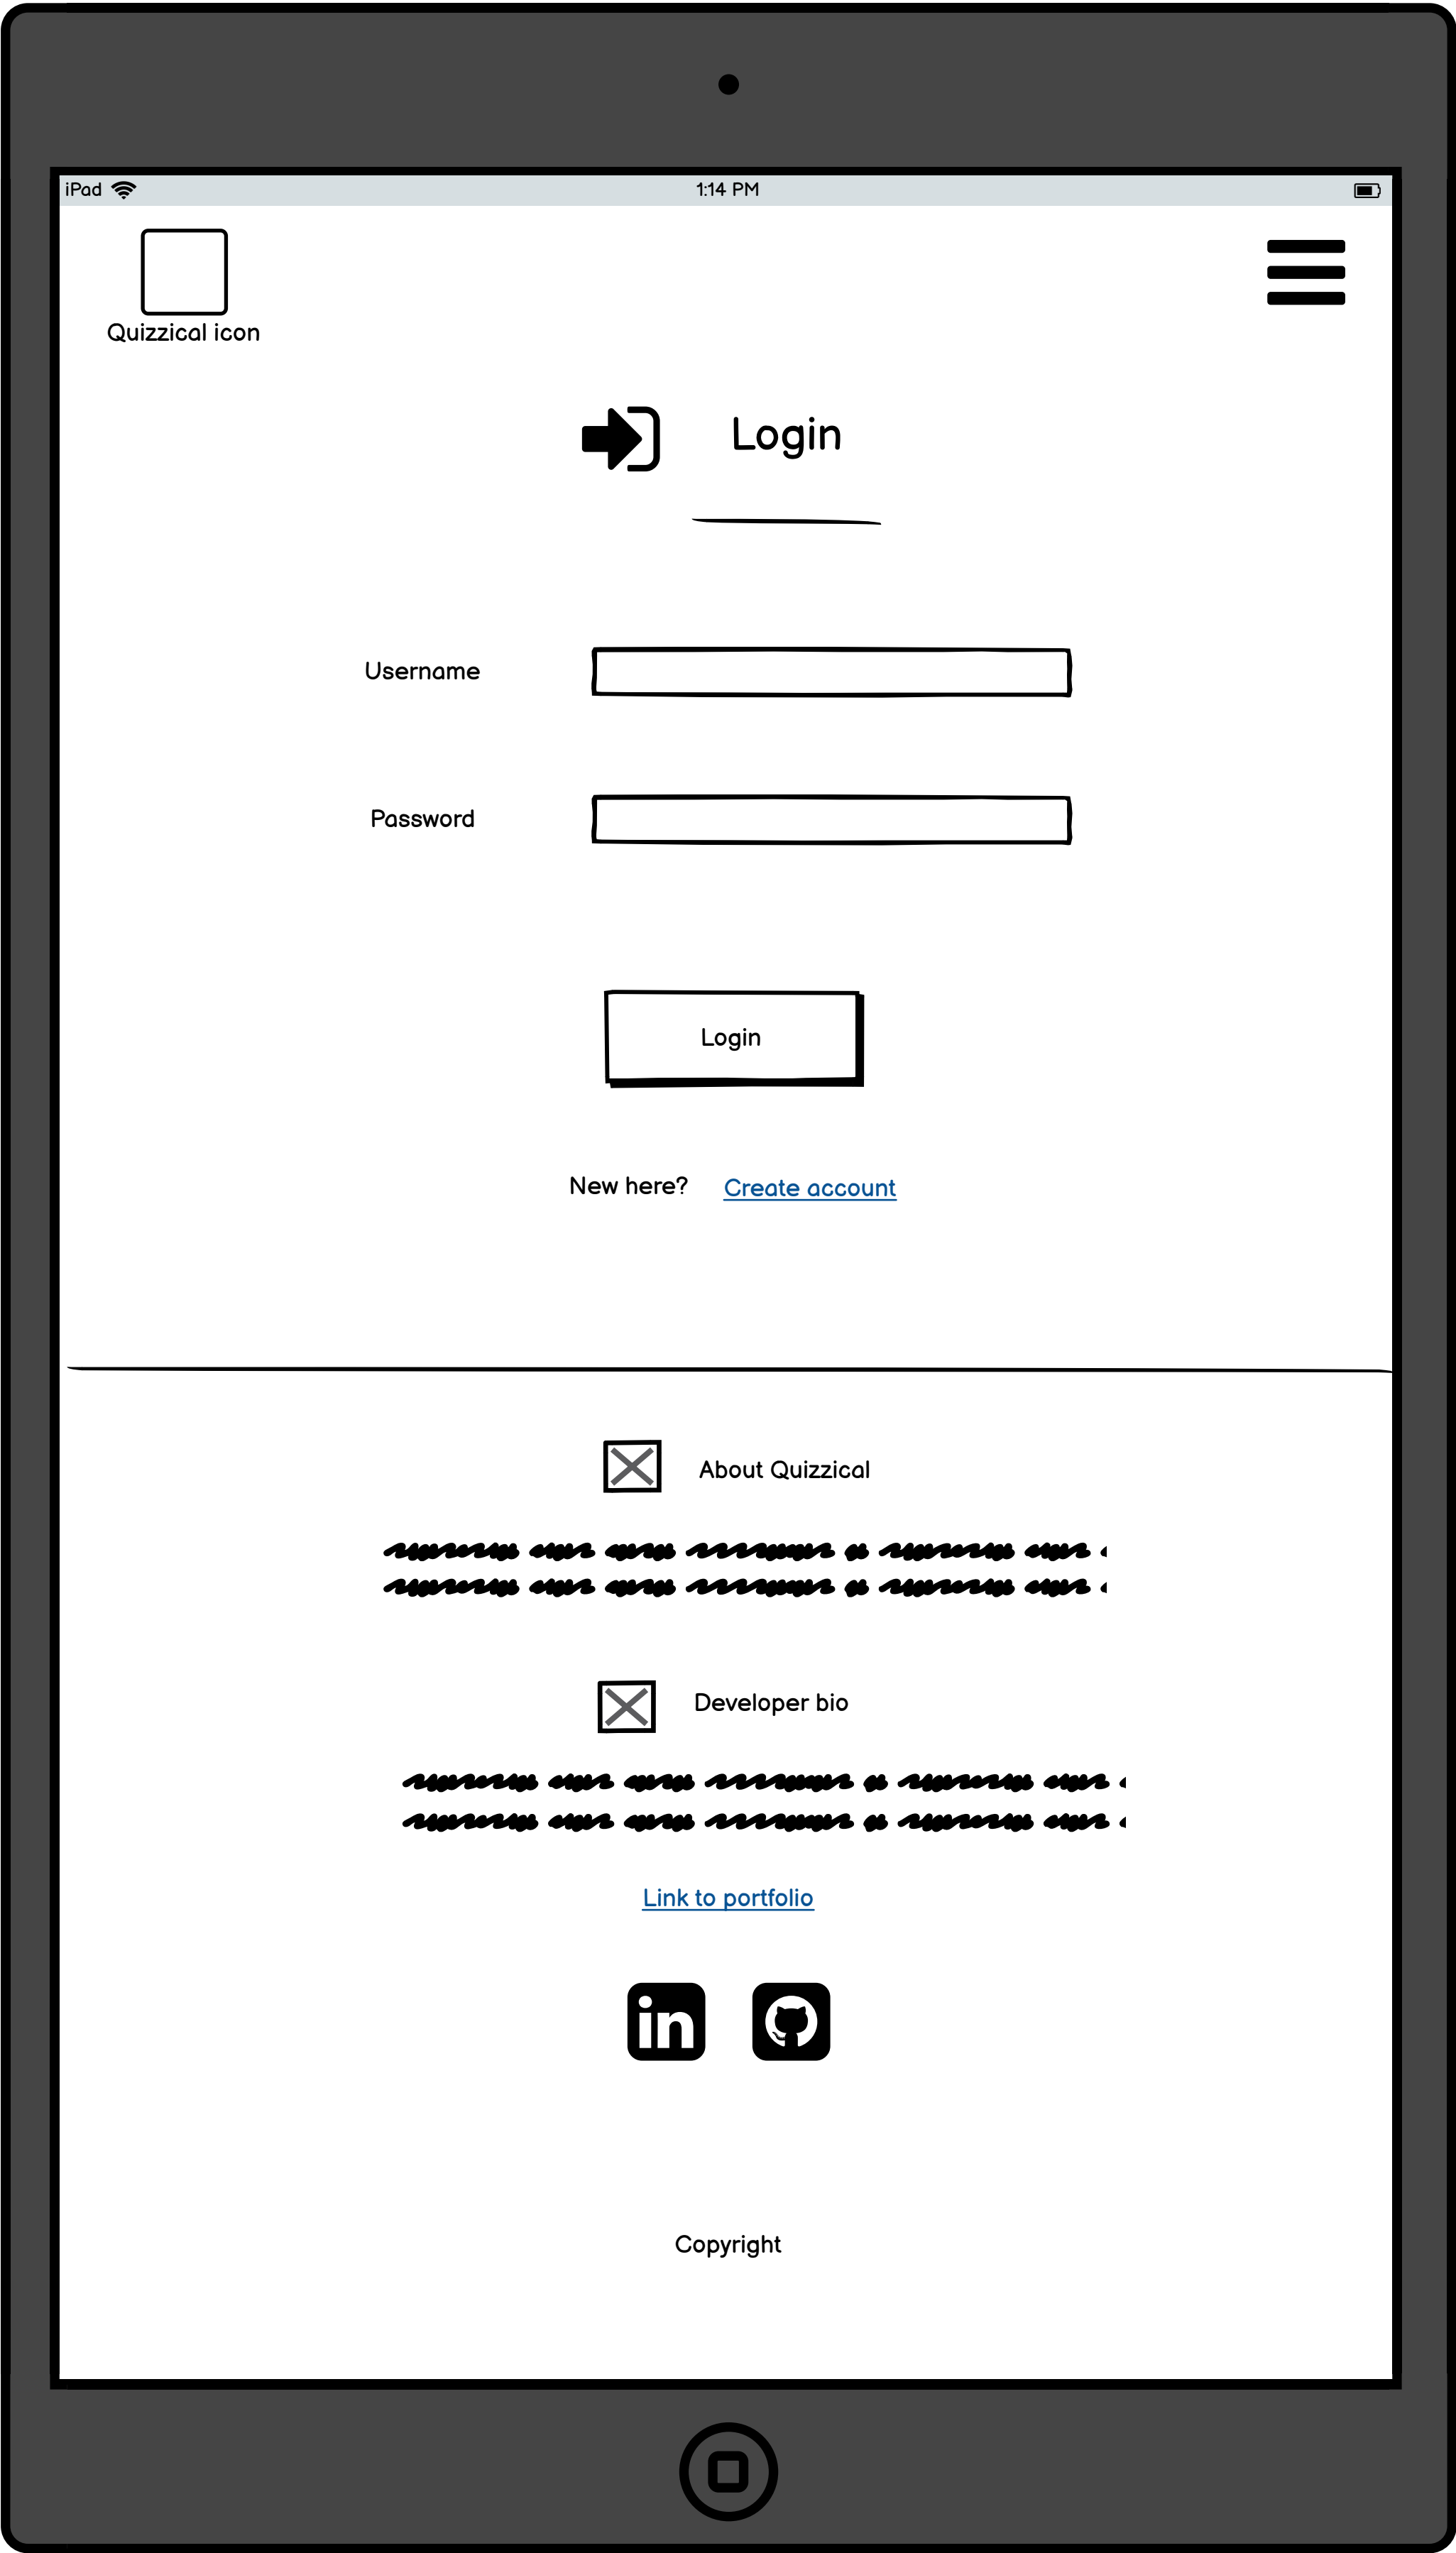 iPad 1:14 PM
Quizzical icon
Login
Username
Password
Login
New here? Create account
About Quizzical
Developer bio
Link to portfolio
in
Copyright